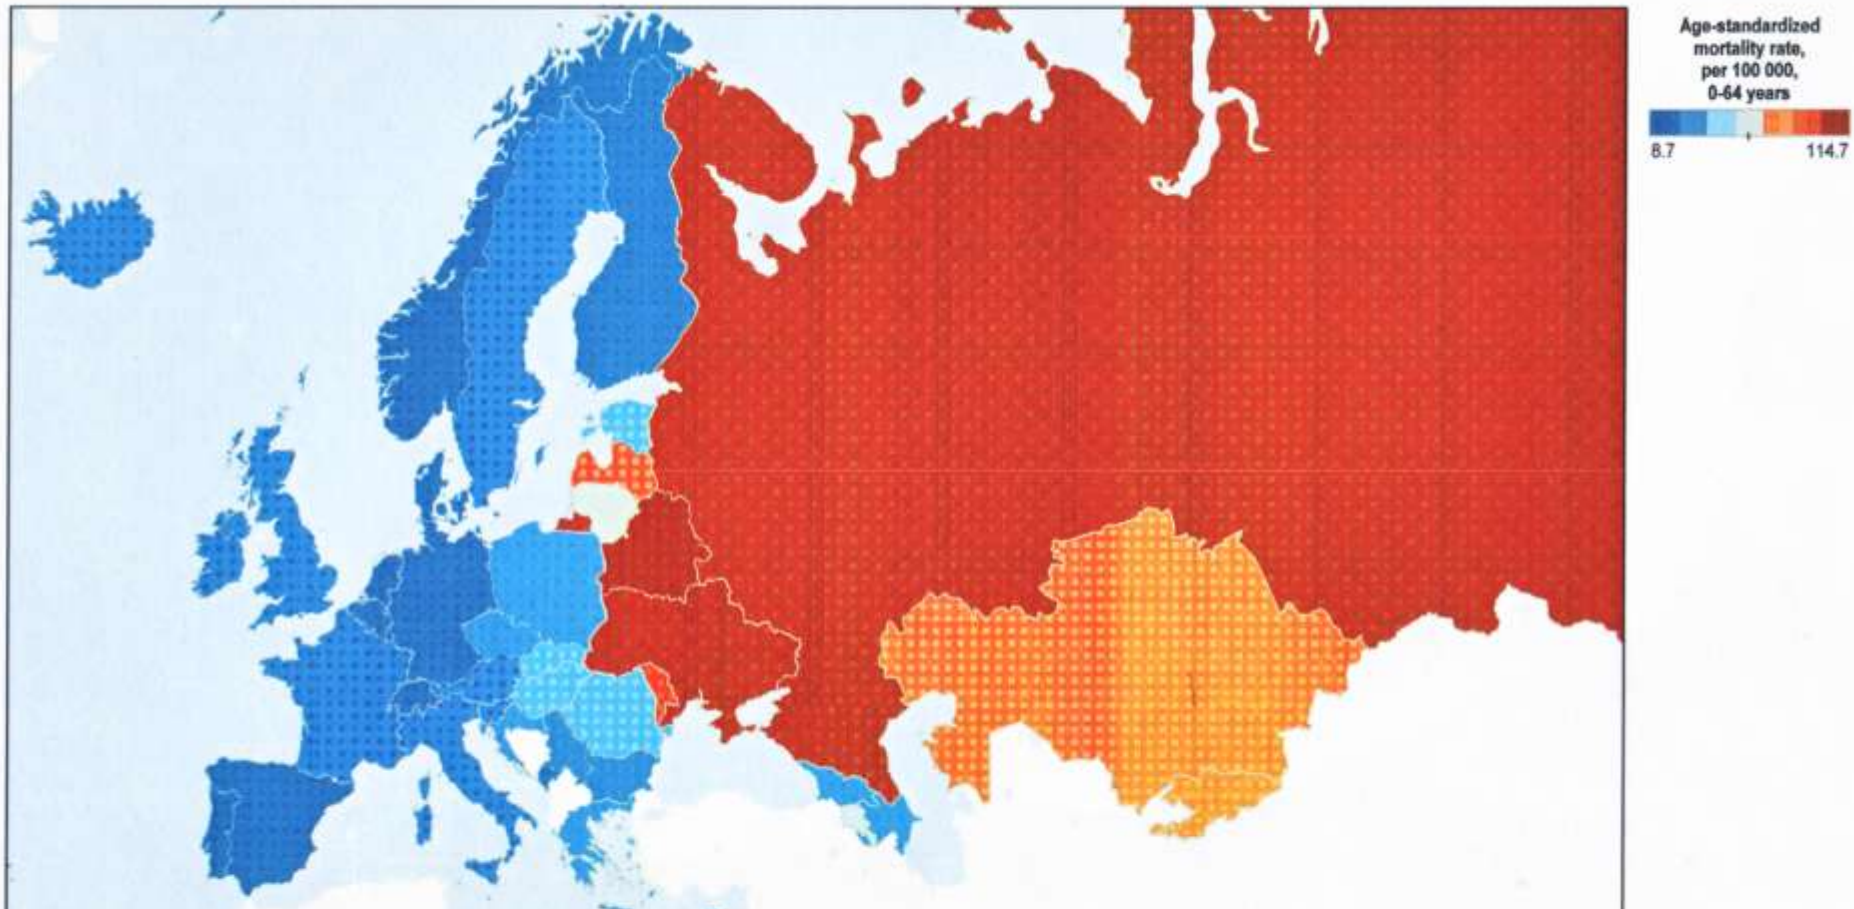 Age-standardized
mortality rate,
per 100 000,
0-64 years
8.7
114.7